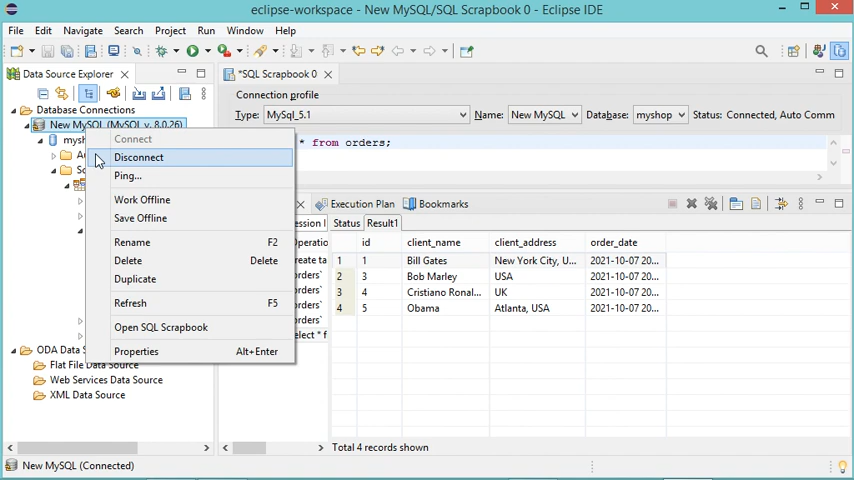 eclipse-workspace - New MySQL/SQL Scrapbook 0 - Eclipse IDE
File Edit Navigate Search Project Run Window Help
Data Source Explorer
Database Connections
New MySQL (MySQL v. 8.0.26)
Connect
Disconnect
Ping...
Work Offline
Save Offline
Rename F2
Delete Delete
Duplicate
Refresh F5
Open SQL Scrapbook
Properties Alt+Enter
ODA Data S
Flat File Data Source
Web Services Data Source
XML Data Source
*SQL Scrapbook 0
Connection profile
Type: MySql_5.1 Name: New MySQL Database: myshop Status: Connected, Auto Comm
* from orders;
Execution Plan Bookmarks
Status Result1
id client_name client_address order_date
1 1 Bill Gates New York City, U... 2021-10-07 20...
2 3 Bob Marley USA 2021-10-07 20...
3 4 Cristiano Ronal... UK 2021-10-07 20...
4 5 Obama Atlanta, USA 2021-10-07 20...
Total 4 records shown
New MySQL (Connected)